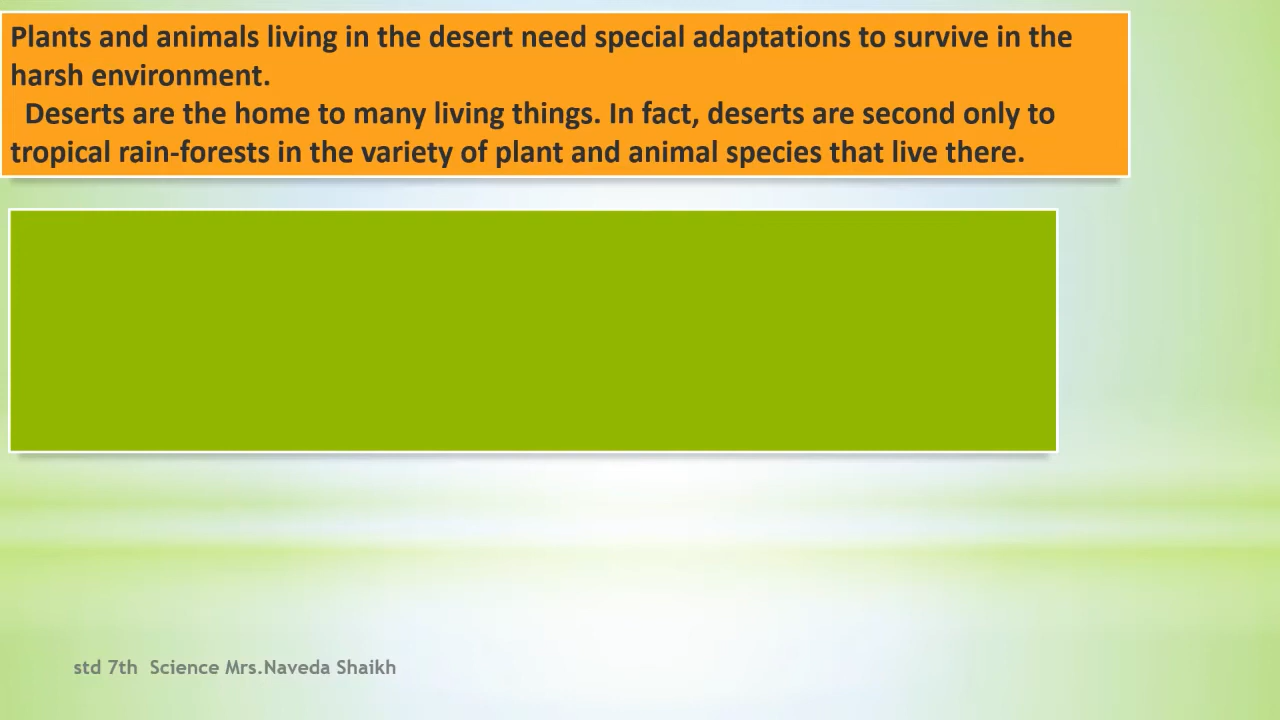 Plants and animals living in the desert need special adaptations to survive in the
harsh environment.
Deserts are the home to many living things. In fact, deserts are second only to
tropical rain-forests in the variety of plant and animal species that live there.
std 7th  Science Mrs.Naveda Shaikh